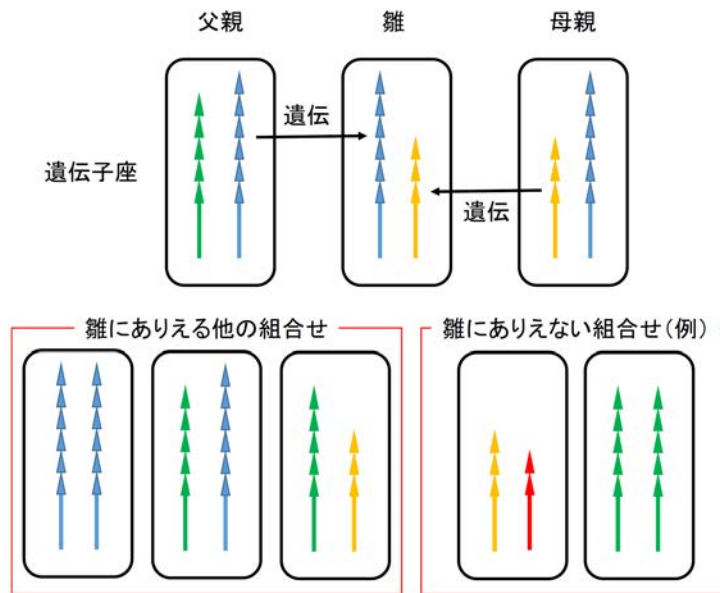 父親 雛 母親
遺伝
遺伝子座
遺伝
雛にありえる他の組合せ
雛にありえない組合せ(例)